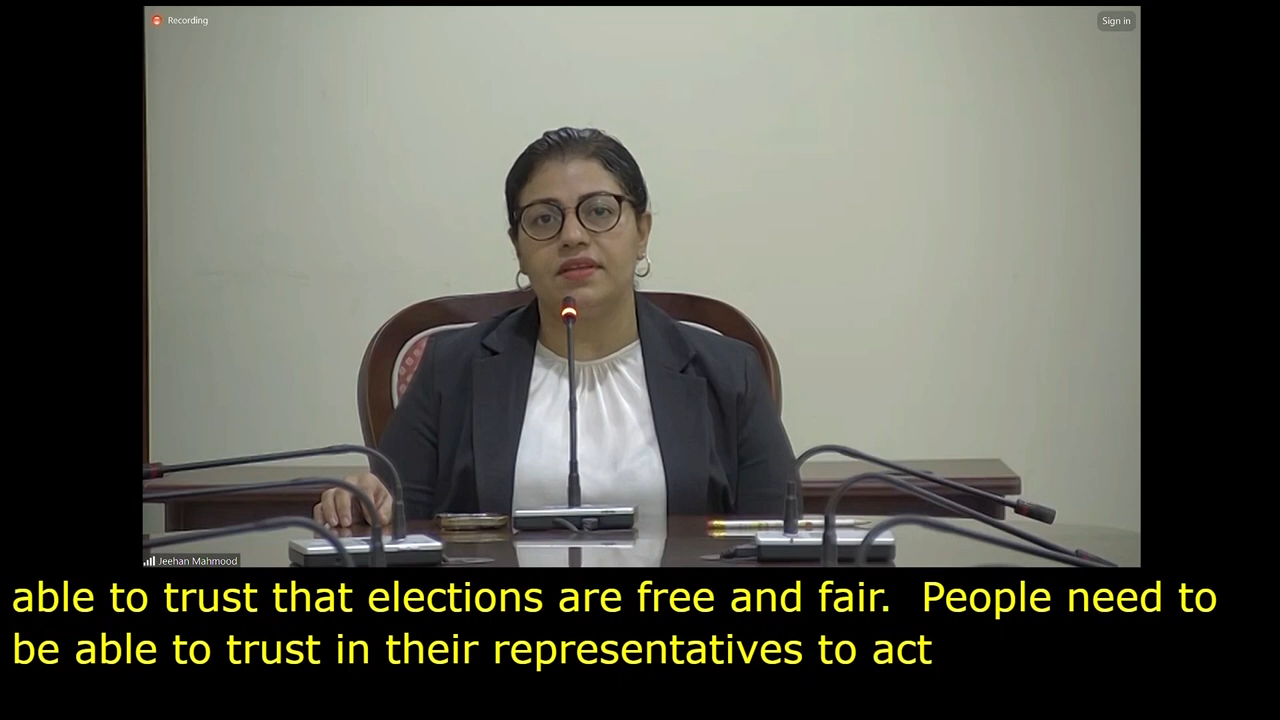 Recording
Sign in
Jeehan Mahmood
able to trust that elections are free and fair.  People need to
be able to trust in their representatives to act